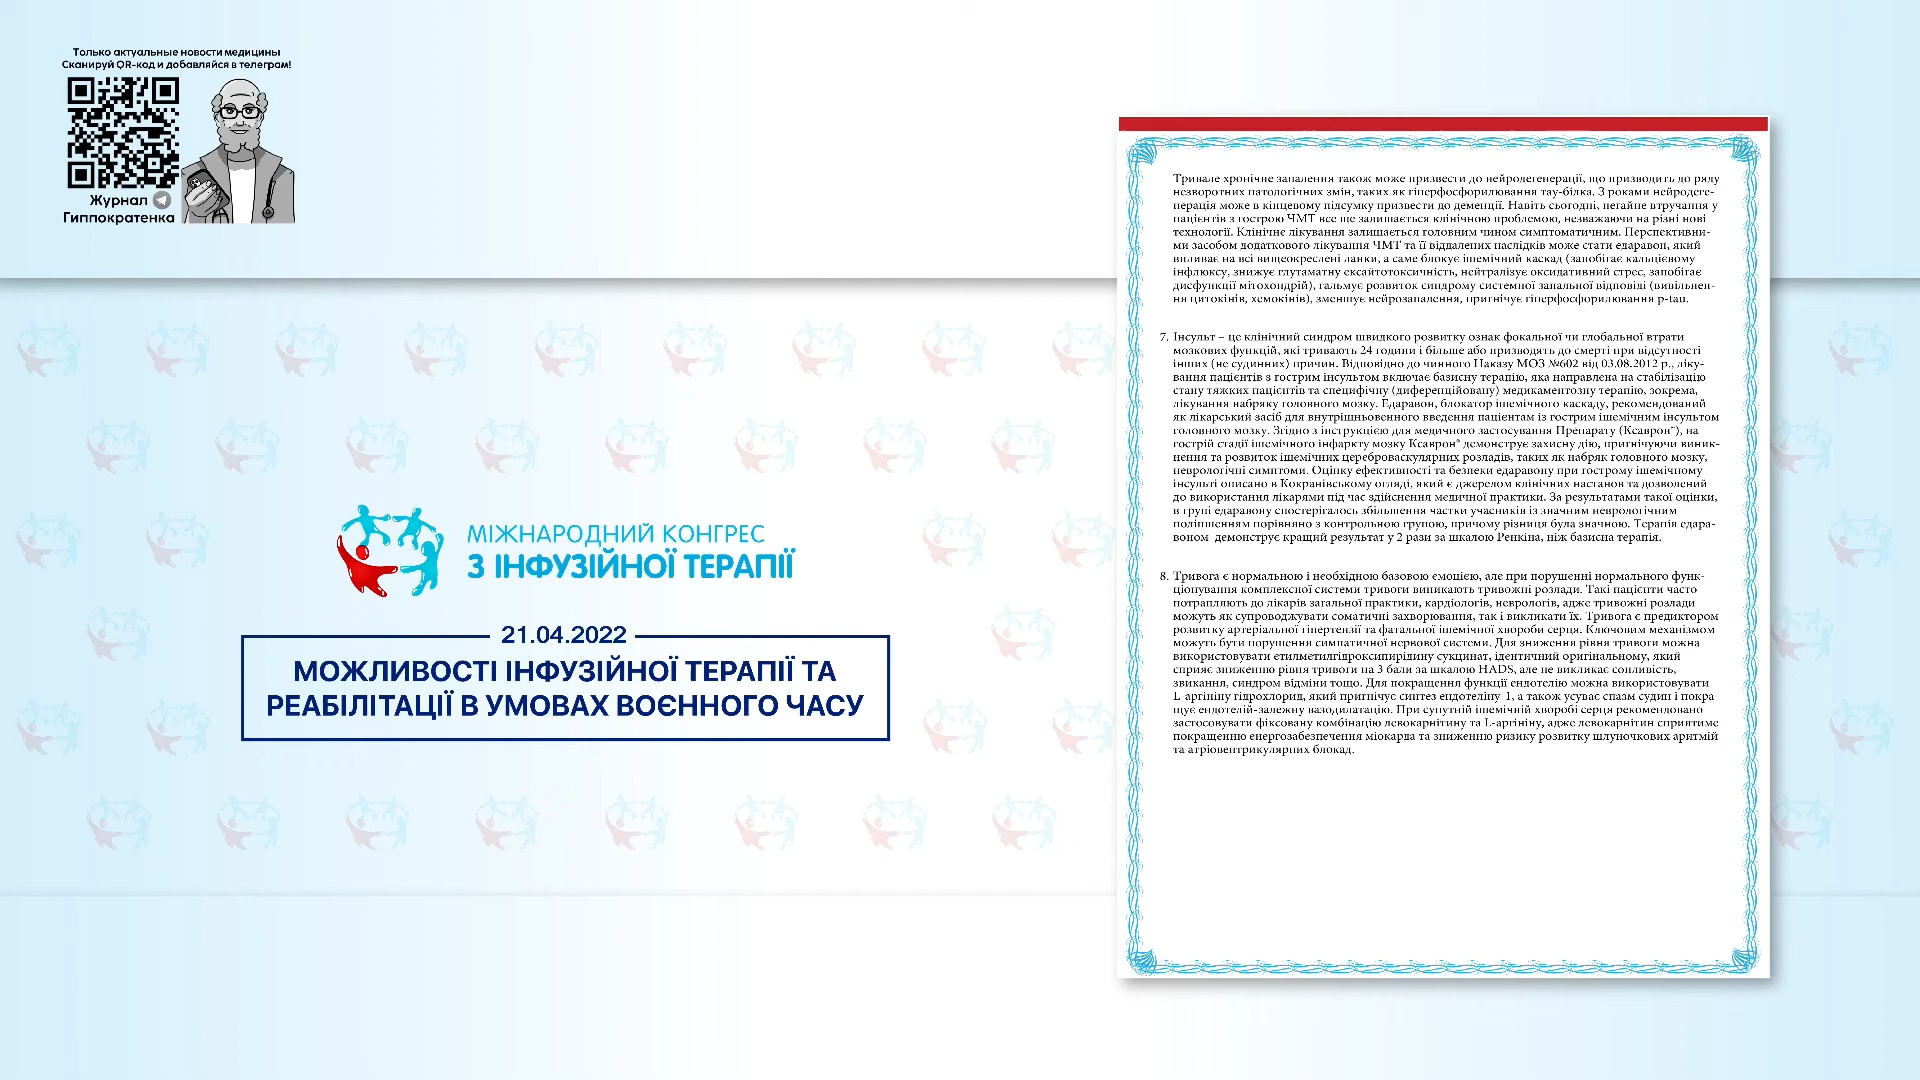 Только актуальные новости медицины
Сканируй QR-код и добавляйся в телеграм!
Журнал
Гиппократенка
МІЖНАРОДНИЙ КОНГРЕС
З ІНФУЗІЙНОЇ ТЕРАПІЇ
21.04.2022
МОЖЛИВОСТІ ІНФУЗІЙНОЇ ТЕРАПІЇ ТА
РЕАБІЛІТАЦІЇ В УМОВАХ ВОЄННОГО ЧАСУ
Тривале хронічне запалення також може призвести до нейродегенерації, що призводить до ряду
незворотних патологічних змін, таких як гіперфосфорилювання тау-білка. З роками нейродеге-
нерація може в кінцевому підсумку призвести до деменції. Навіть сьогодні, негайне втручання у
пацієнтів з гострою ЧМТ все ще залишається клінічною проблемою, незважаючи на різні нові
технології. Клінічне лікування залишається головним чином симптоматичним. Перспективни-
ми засобом додаткового лікування ЧМТ та її віддалених наслідків може стати едаравон, який
впливає на всі вищеокреслені ланки, а саме блокує ішемічний каскад (запобігає кальцієвому
інфлюксу, знижує глутаматну ексайтотоксичність, нейтралізує оксидативний стрес, запобігає
дисфункції мітохондрій), гальмує розвиток синдрому системної запальної відповіді (вивільнен-
ня цитокінів, хемокінів), зменшує нейрозапалення, пригнічує гіперфосфорилювання p-tau.
7. Інсульт – це клінічний синдром швидкого розвитку ознак фокальної чи глобальної втрати
мозкових функцій, які тривають 24 години і більше або призводять до смерті при відсутності
інших (не судинних) причин. Відповідно до чинного Наказу МОЗ №602 від 03.08.2012 р., ліку-
вання пацієнтів з гострим інсультом включає базисну терапію, яка направлена на стабілізацію
стану тяжких пацієнтів та специфічну (диференційовану) медикаментозну терапію, зокрема,
лікування набряку головного мозку. Едаравон, блокатор ішемічного каскаду, рекомендований
як лікарський засіб для внутрішньовенного введення пацієнтам із гострим ішемічним інсультом
головного мозку. Згідно з інструкцією для медичного застосування Препарату (Ксаврон®), на
гострій стадії ішемічного інфаркту мозку Ксаврон® демонструє захисну дію, пригнічуючи виник-
нення та розвиток ішемічних цереброваскулярних розладів, таких як набряк головного мозку,
неврологічні симптоми. Оцінку ефективності та безпеки едаравону при гострому ішемічному
інсульті описано в Кокранівському огляді, який є джерелом клінічних настанов та дозволений
до використання лікарями під час здійснення медичної практики. За результатами такої оцінки,
в групі едаравону спостерігалось збільшення частки учасників із значним неврологічним
поліпшенням порівняно з контрольною групою, причому різниця була значною. Терапія едара-
воном демонструє кращий результат у 2 рази за шкалою Ренкіна, ніж базисна терапія.
8. Тривога є нормальною і необхідною базовою емоцією, але при порушенні нормального функ-
ціонування комплексної системи тривоги виникають тривожні розлади. Такі пацієнти часто
потрапляють до лікарів загальної практики, кардіологів, неврологів, адже тривожні розлади
можуть як супроводжувати соматичні захворювання, так і викликати їх. Тривога є предиктором
розвитку артеріальної гіпертензії та фатальної ішемічної хвороби серця. Ключовим механізмом
можуть бути порушення симпатичної нервової системи. Для зниження рівня тривоги можна
використовувати етилметилгідроксипірідину сукцинат, ідентичний оригінальному, який
сприяє зниженню рівня тривоги на 3 бали за шкалою HADS, але не викликає сонливість,
звикання, синдром відміни тощо. Для покращення функції ендотелію можна використовувати
L-аргініну гідрохлорид, який пригнічує синтез ендотеліну-1, а також усуває спазм судин і покра
щує ендотелій-залежну вазодилатацію. При супутній ішемічній хворобі серця рекомендовано
застосовувати фіксовану комбінацію левокарнітину та L-аргініну, адже левокарнітин сприятиме
покращенню енергозабезпечення міокарда та зниженню ризику розвитку шлуночкових аритмій
та атріовентрикулярних блокад.